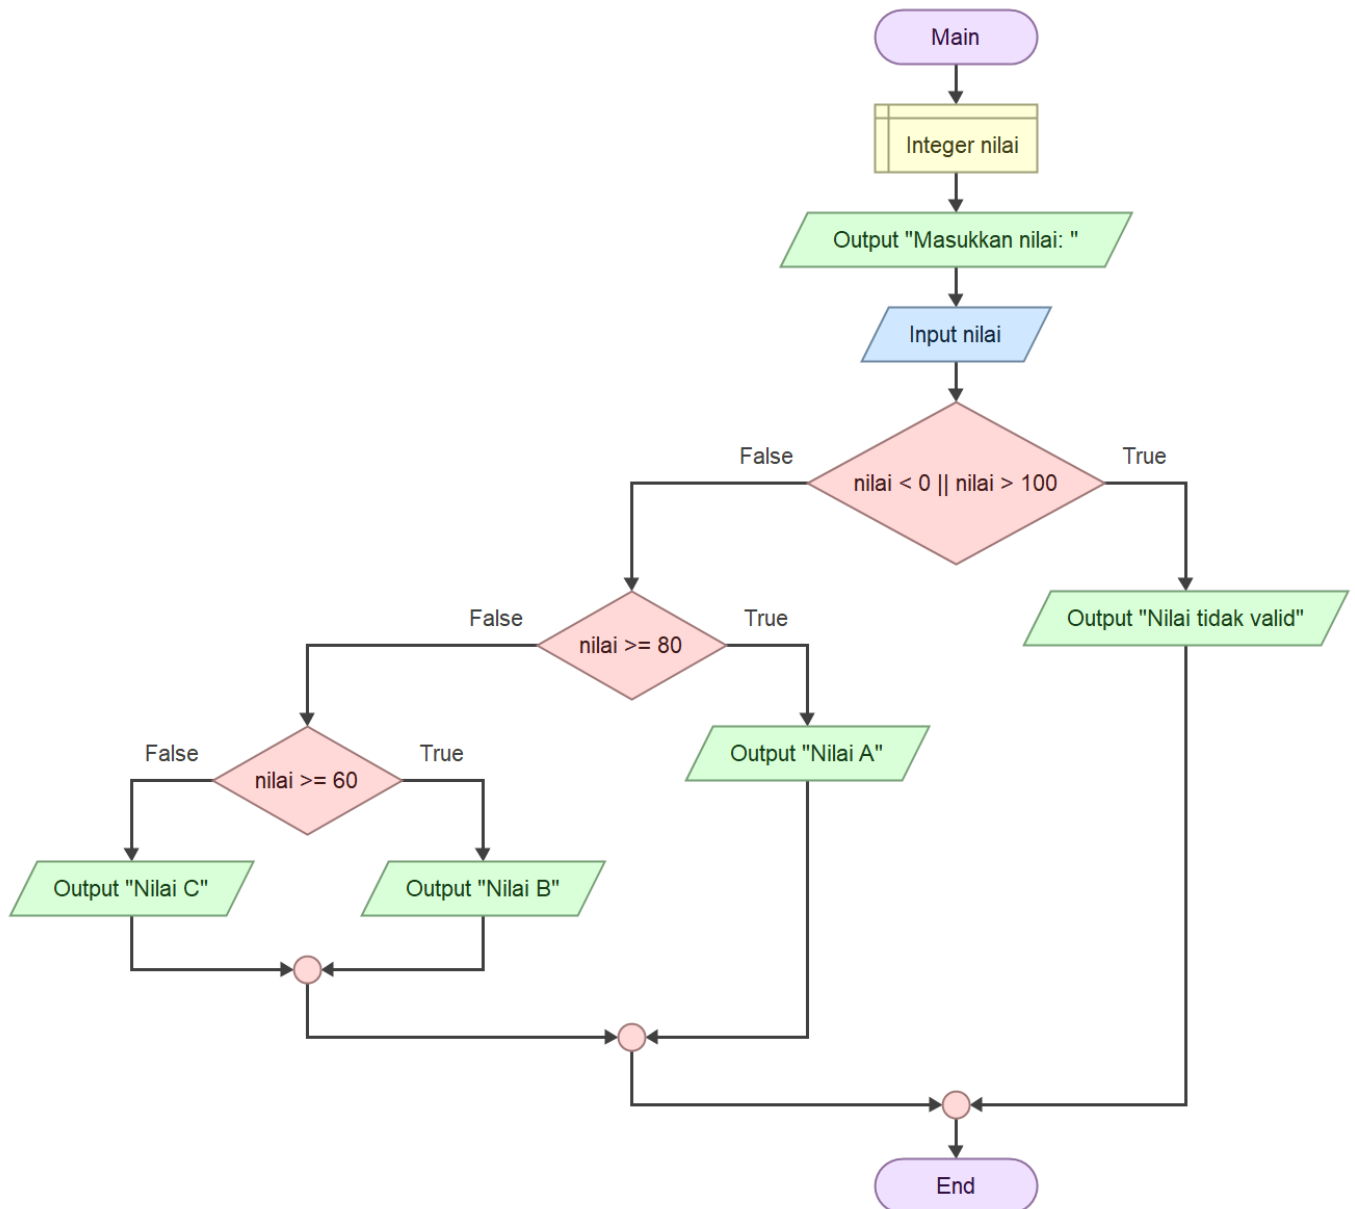 Main
Integer nilai
Output "Masukkan nilai: "
Input nilai
False
True
nilai < 0 || nilai > 100
False
True
Output "Nilai tidak valid"
nilai >= 80
False
True
Output "Nilai A"
nilai >= 60
Output "Nilai C"
Output "Nilai B"
End